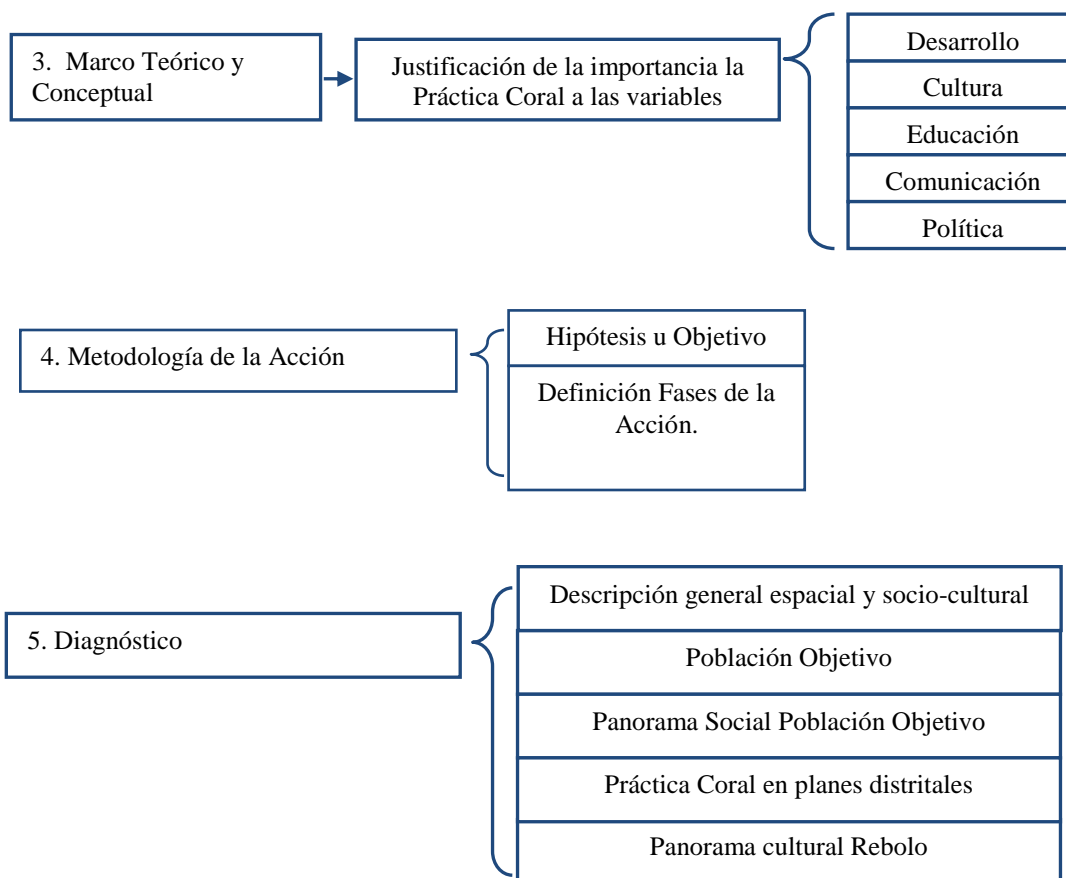 3. Marco Teórico y
Conceptual
Justificación de la importancia la
Práctica Coral a las variables
Desarrollo
Cultura
Educación
Comunicación
Política
4. Metodología de la Acción
Hipótesis u Objetivo
Definición Fases de la
Acción.
5. Diagnóstico
Descripción general espacial y socio-cultural
Población Objetivo
Panorama Social Población Objetivo
Práctica Coral en planes distritales
Panorama cultural Rebolo